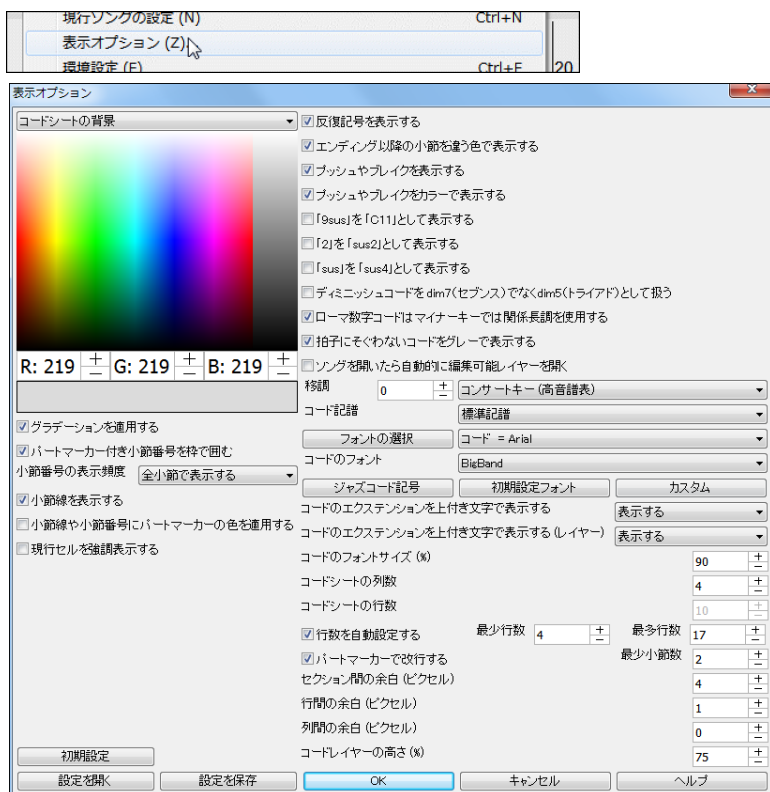 現行ソングの設定 (N) Ctrl+N
表示オプション (Z)
環境設定 (E) Ctrl+E 20
表示オプション
コードシートの背景
R: 219 G: 219 B: 219
グラデーションを適用する
パートマーカー付き小節番号を枠で囲む
小節番号の表示頻度 全小節で表示する
小節線を表示する
小節線や小節番号にパートマーカーの色を適用する
現行セルを強調表示する
初期設定
設定を開く 設定を保存
反復記号を表示する
エンディング以降の小節を違う色で表示する
プッシュやブレイクを表示する
プッシュやブレイクをカラーで表示する
「9sus」を「C11」として表示する
「2」を「sus2」として表示する
「sus」を「sus4」として表示する
ディミニッシュコードをdim7(セブンス)でなくdim5(トライアド)として扱う
ローマ数字コードはマイナーキーでは関係長調を使用する
拍子にそぐわないコードをグレーで表示する
ソングを開いたら自動的に編集可能レイヤーを開く
移調 0 コンサートキー (高音譜表)
コード記譜 標準記譜
フォントの選択 コード = Arial
コードのフォント BigBand
ジャズコード記号 初期設定フォント カスタム
コードのエクステンションを上付き文字で表示する 表示する
コードのエクステンションを上付き文字で表示する (レイヤー) 表示する
コードのフォントサイズ (%) 90
コードシートの列数 4
コードシートの行数 10
行数を自動設定する 最少行数 4 最多行数 17
パートマーカーで改行する 最少小節数 2
セクション間の余白 (ピクセル) 4
行間の余白 (ピクセル) 1
列間の余白 (ピクセル) 0
コードレイヤーの高さ (%) 75
OK キャンセル ヘルプ